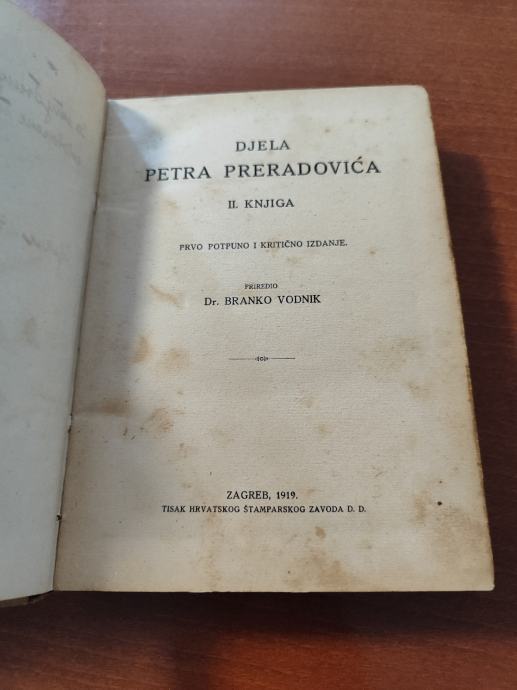 DJELA
PETRA PRERADOVIĆA
II. KNJIGA
PRVO POTPUNO I KRITIČNO IZDANJE.
PRIREDIO
Dr. BRANKO VODNIK
ZAGREB, 1919.
TISAK HRVATSKOG ŠTAMPARSKOG ZAVODA D. D.